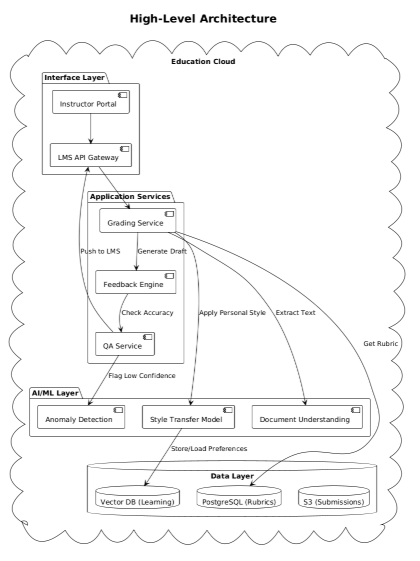 High-Level Architecture
Education Cloud
Interface Layer
Instructor Portal
LMS API Gateway
Application Services
Grading Service
Push to LMS
Generate Draft
Feedback Engine
Check Accuracy
Apply Personal Style
Extract Text
Get Rubric
QA Service
Flag Low Confidence
AI/ML Layer
Anomaly Detection
Style Transfer Model
Document Understanding
Store/Load Preferences
Data Layer
Vector DB (Learning)
PostgreSQL (Rubrics)
S3 (Submissions)